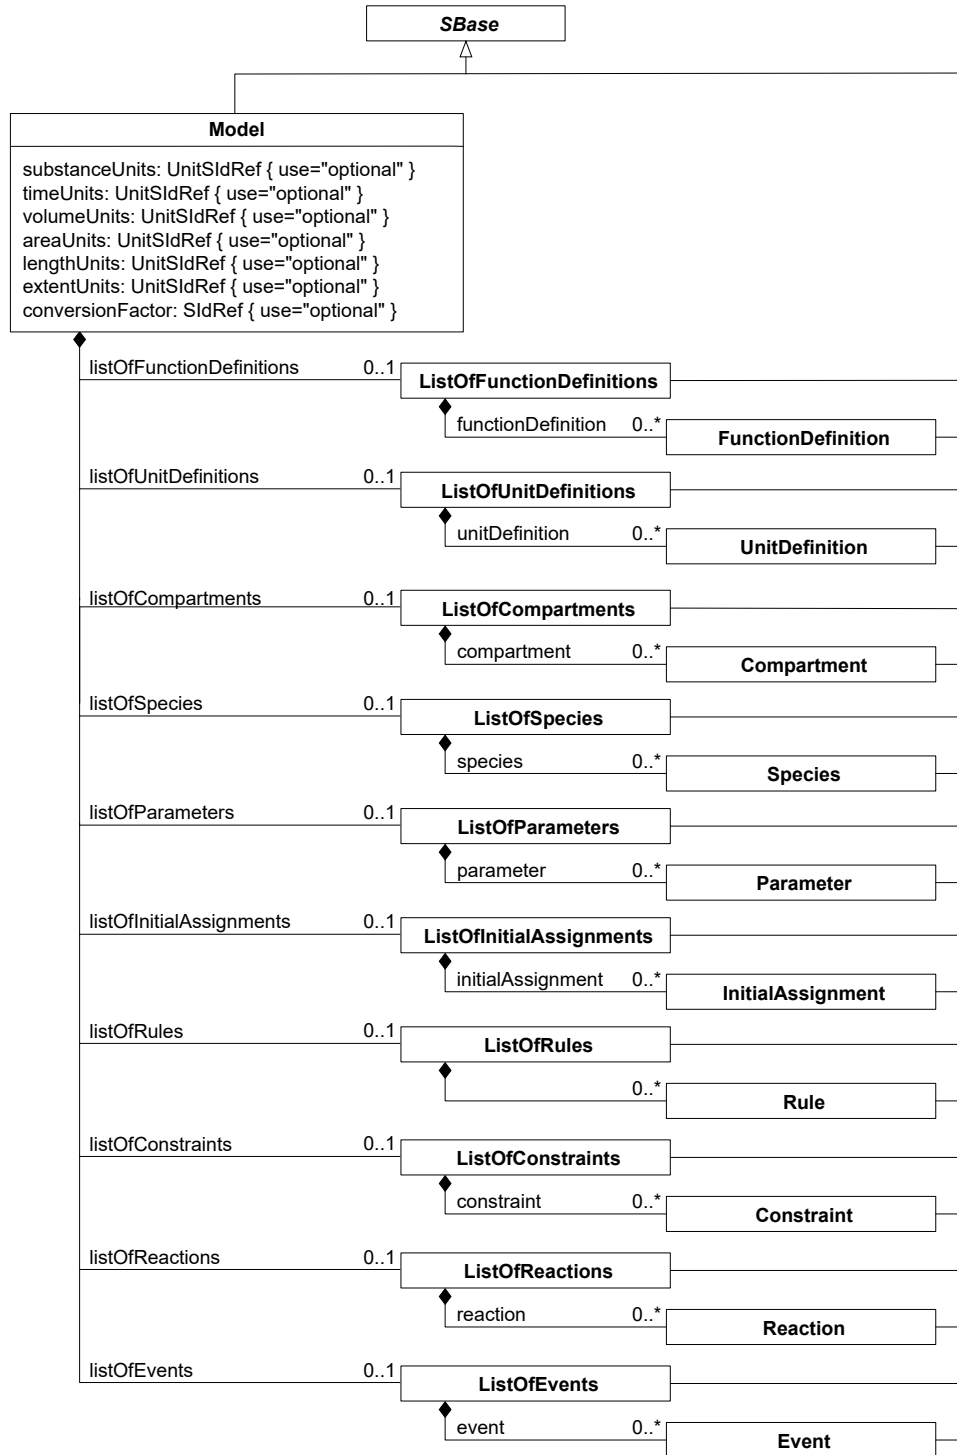 SBase
Model
substanceUnits: UnitSIdRef { use="optional" }
timeUnits: UnitSIdRef { use="optional" }
volumeUnits: UnitSIdRef { use="optional" }
areaUnits: UnitSIdRef { use="optional" }
lengthUnits: UnitSIdRef { use="optional" }
extentUnits: UnitSIdRef { use="optional" }
conversionFactor: SIdRef { use="optional" }
listOfFunctionDefinitions 0..1 ListOfFunctionDefinitions
functionDefinition 0..* FunctionDefinition
listOfUnitDefinitions 0..1 ListOfUnitDefinitions
unitDefinition 0..* UnitDefinition
listOfCompartments 0..1 ListOfCompartments
compartment 0..* Compartment
listOfSpecies 0..1 ListOfSpecies
species 0..* Species
listOfParameters 0..1 ListOfParameters
parameter 0..* Parameter
listOfInitialAssignments 0..1 ListOfInitialAssignments
initialAssignment 0..* InitialAssignment
listOfRules 0..1 ListOfRules
0..* Rule
listOfConstraints 0..1 ListOfConstraints
constraint 0..* Constraint
listOfReactions 0..1 ListOfReactions
reaction 0..* Reaction
listOfEvents 0..1 ListOfEvents
event 0..* Event